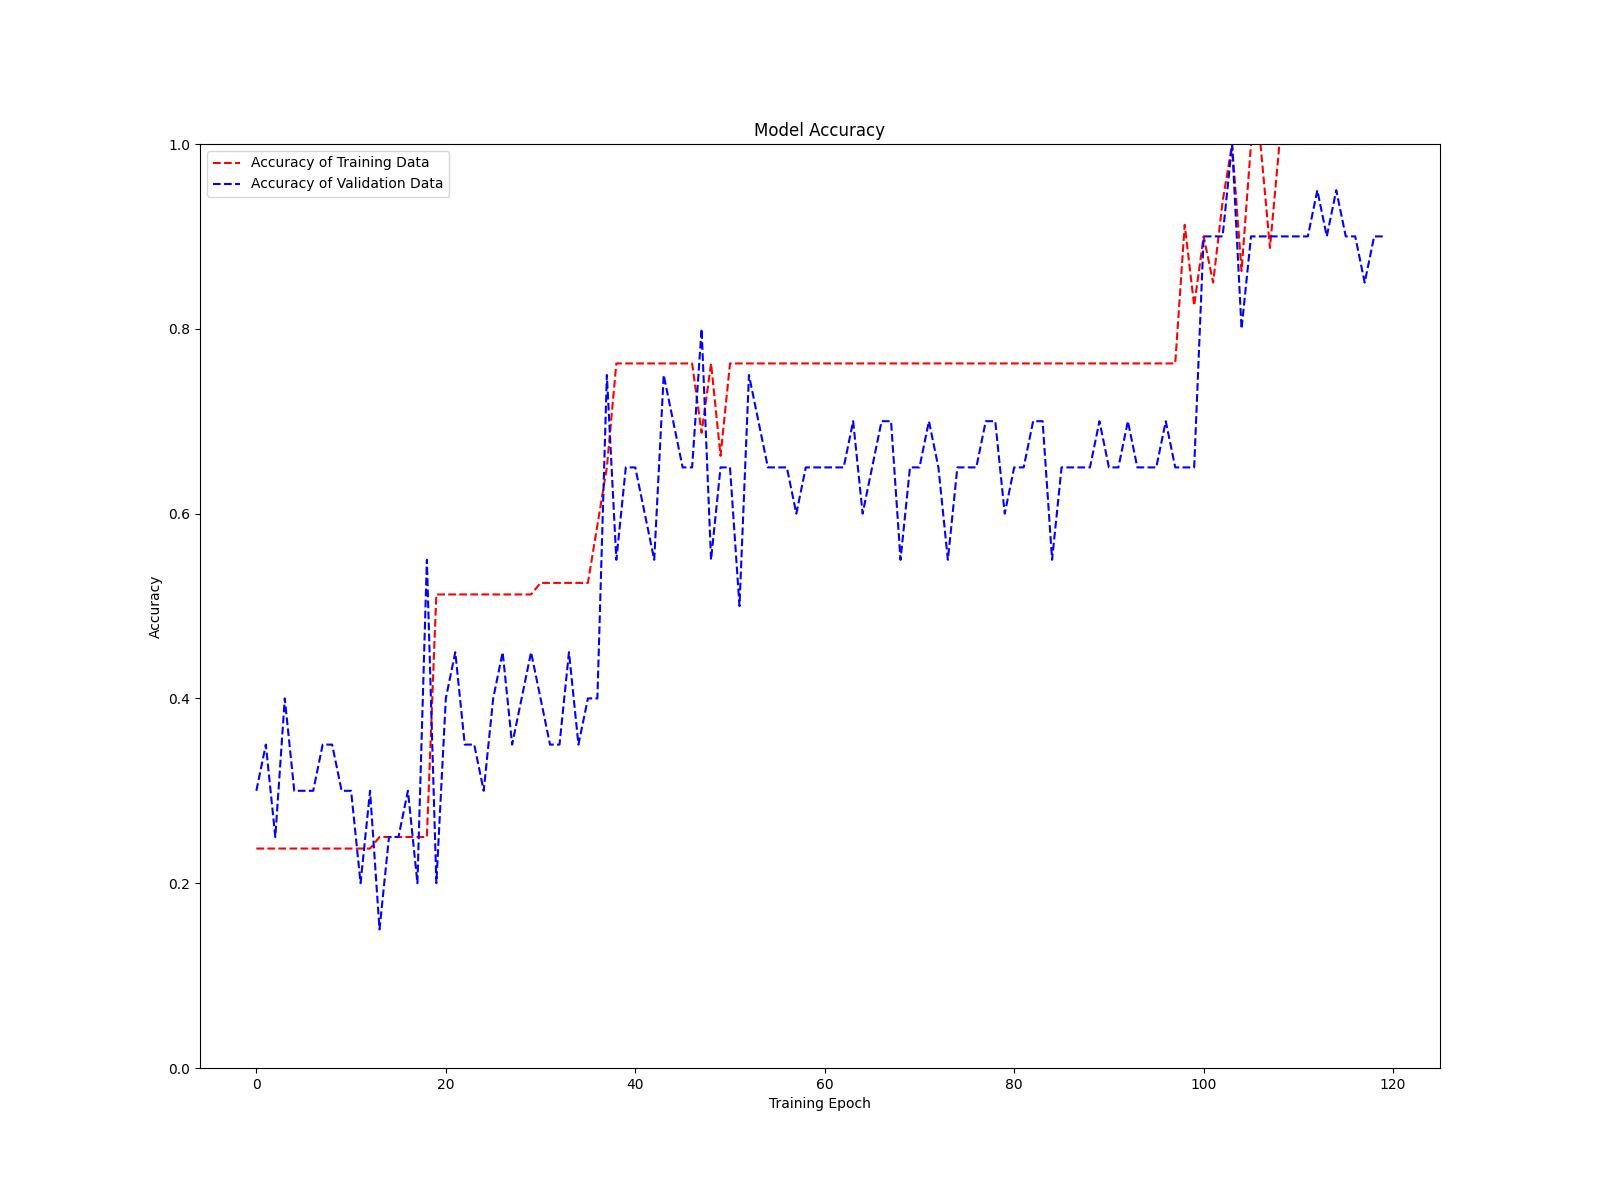 Model Accuracy
1.0
Accuracy of Training Data
Accuracy of Validation Data
0.8
0.6
Accuracy
0.4
0.2
0.0
0 20 40 60 80 100 120
Training Epoch